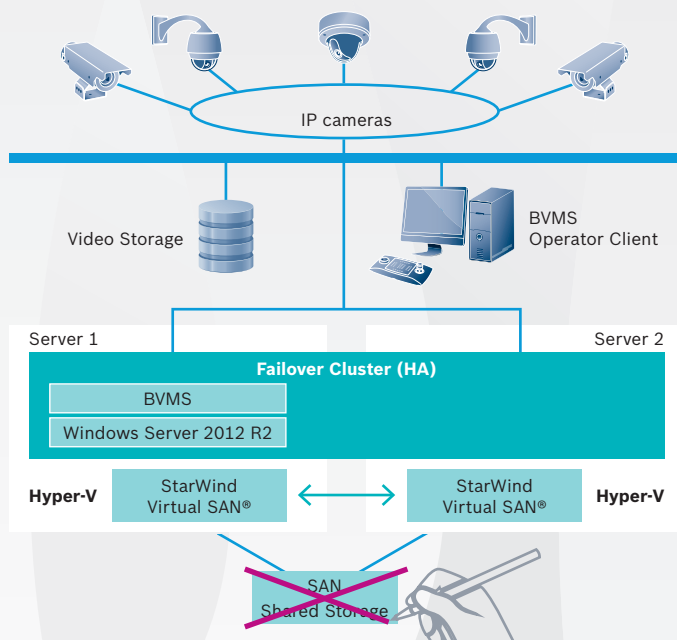 IP cameras
Video Storage
BVMS
Operator Client
Server 1
Server 2
Failover Cluster (HA)
BVMS
Windows Server 2012 R2
Hyper-V
StarWind
Virtual SAN®
StarWind
Virtual SAN®
Hyper-V
SAN
Shared Storage